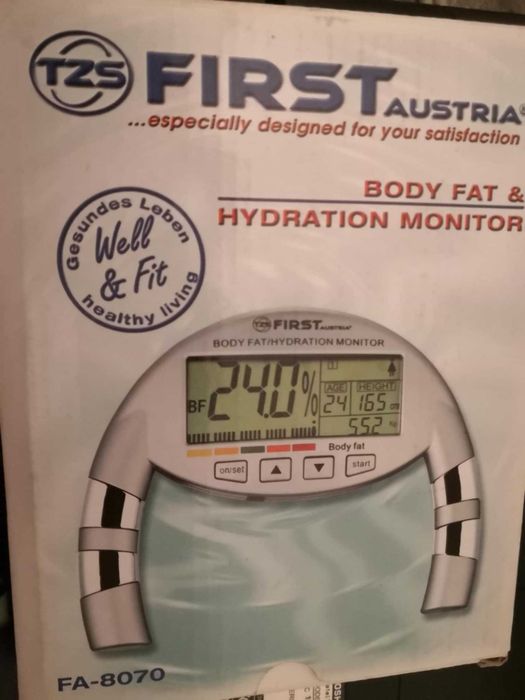 TZS FIRST AUSTRIA
...especially designed for your satisfaction
BODY FAT &
HYDRATION MONITOR
Gesundes Leben
Well
& Fit
healthy living
TZS FIRST AUSTRIA
BODY FAT/HYDRATION MONITOR
BF 24.0 %
AGE HEIGHT
24 165 cm
55.2 kg
Body fat
on/set ▲ ▼ start
FA-8070